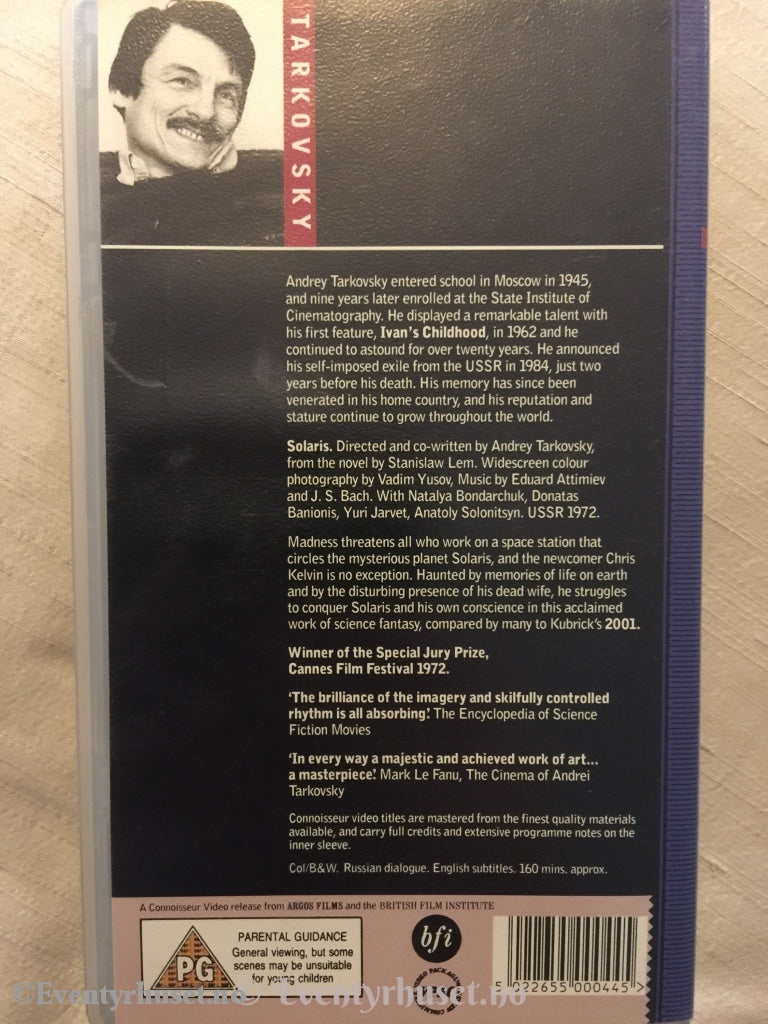 TARKOVSKY
Andrey Tarkovsky entered school in Moscow in 1945,
and nine years later enrolled at the State Institute of
Cinematography. He displayed a remarkable talent with
his first feature, Ivan's Childhood, in 1962 and he
continued to astound for over twenty years. He announced
his self-imposed exile from the USSR in 1984, just two
years before his death. His memory has since been
venerated in his home country, and his reputation and
stature continue to grow throughout the world.
Solaris. Directed and co-written by Andrey Tarkovsky,
from the novel by Stanislaw Lem. Widescreen colour
photography by Vadim Yusov, Music by Eduard Attimiev
and J. S. Bach. With Natalya Bondarchuk, Donatas
Banionis, Yuri Jarvet, Anatoly Solonitsyn. USSR 1972.
Madness threatens all who work on a space station that
circles the mysterious planet Solaris, and the newcomer Chris
Kelvin is no exception. Haunted by memories of life on earth
and by the disturbing presence of his dead wife, he struggles
to conquer Solaris and his own conscience in this acclaimed
work of science fantasy, compared by many to Kubrick's 2001.
Winner of the Special Jury Prize,
Cannes Film Festival 1972.
'The brilliance of the imagery and skilfully controlled
rhythm is all absorbing'. The Encyclopedia of Science
Fiction Movies
'In every way a majestic and achieved work of art...
a masterpiece'. Mark Le Fanu, The Cinema of Andrei
Tarkovsky
Connoisseur video titles are mastered from the finest quality materials
available, and carry full credits and extensive programme notes on the
inner sleeve.
Col/B&W. Russian dialogue. English subtitles. 160 mins. approx.
A Connoisseur Video release from ARGOS FILMS and the BRITISH FILM INSTITUTE
PG
PARENTAL GUIDANCE
General viewing, but some
scenes may be unsuitable
for young children
bfi
5 022655 000445 >
©Eventyrhuset.no © Eventyrhuset.no